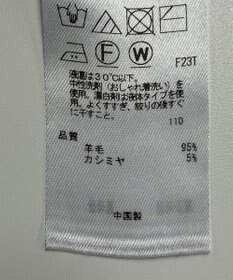 F
W
F23T
液温は30℃以下。
中性洗剤(おしゃれ着洗い)を使
用。漂白剤は液体タイプを使
用。よくすすぎ、絞りの後すぐ
に干すこと。
110
品質
羊毛 95%
カシミヤ 5%
中国製